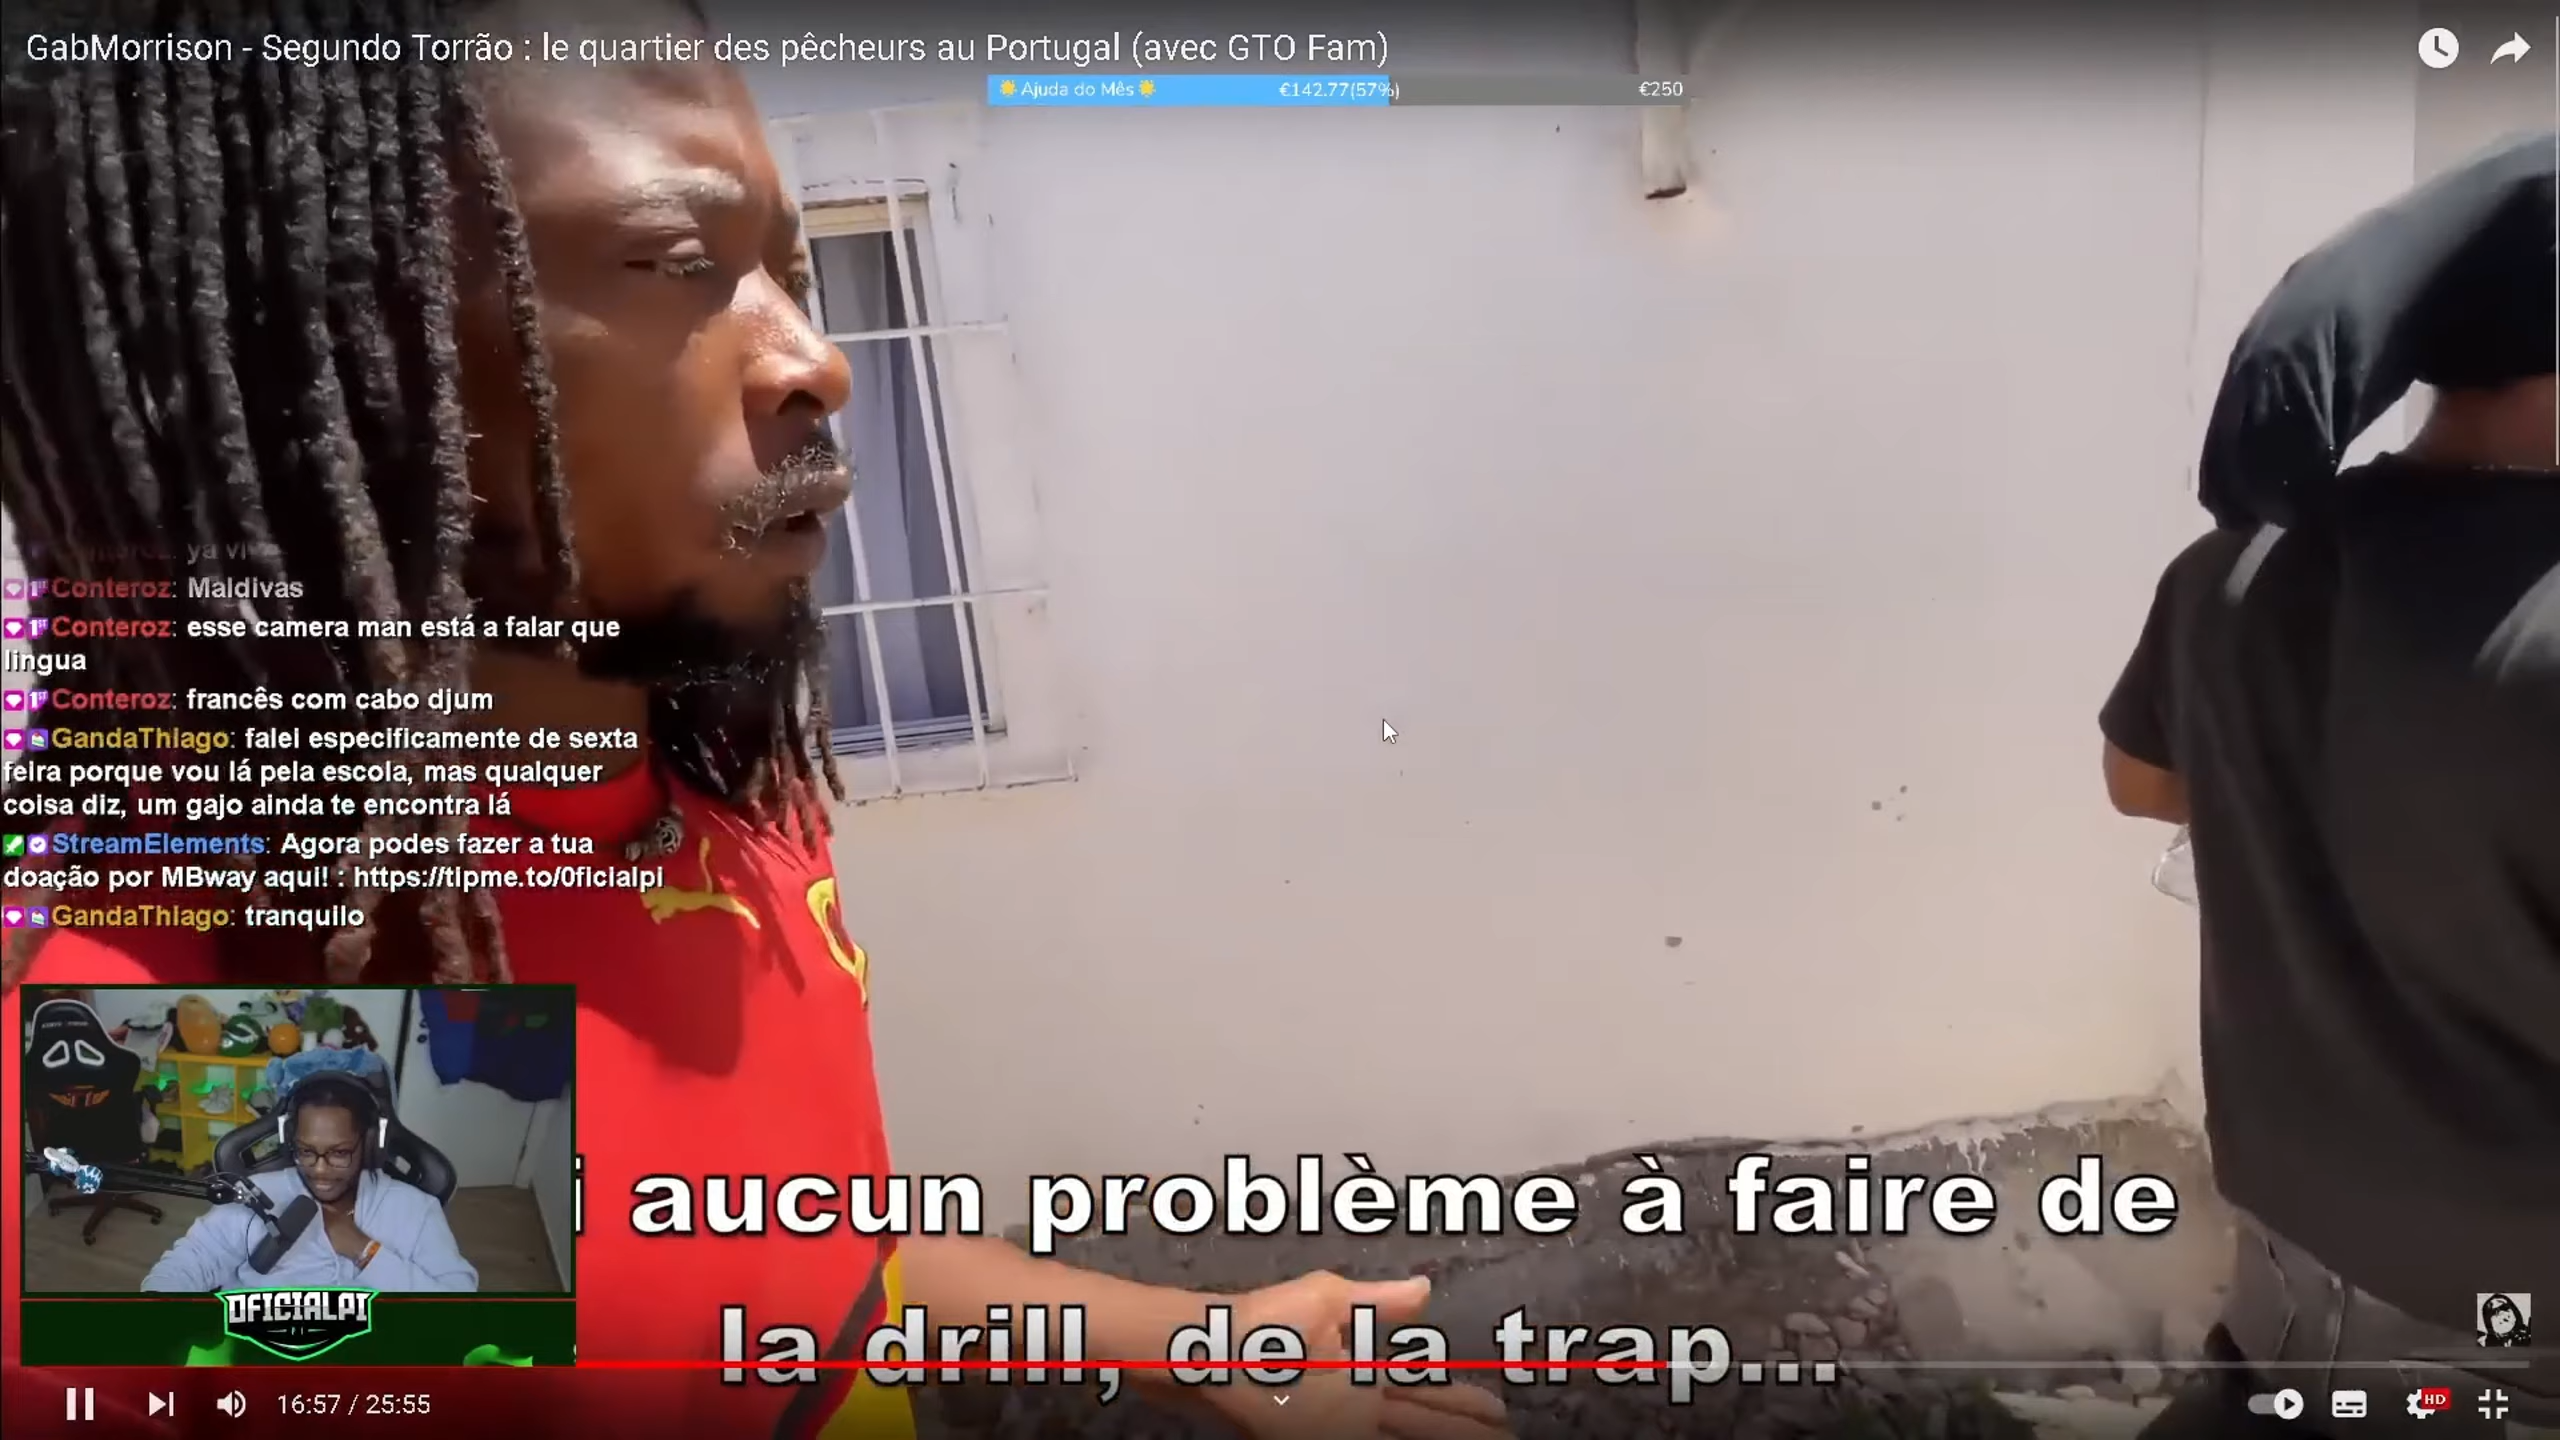 GabMorrison - Segundo Torrão : le quartier des pêcheurs au Portugal (avec GTO Fam)
🌟 Ajuda do Mês 🌟 €142.77(57%) €250
ya
Conteroz: Maldivas
Conteroz: esse camera man está a falar que
lingua
Conteroz: francês com cabo djum
GandaThiago: falei especificamente de sexta
feira porque vou lá pela escola, mas qualquer
coisa diz, um gajo ainda te encontra lá
StreamElements: Agora podes fazer a tua
doação por MBway aqui! : https://tipme.to/0ficialpi
GandaThiago: tranquilo
0FICIALPI
i aucun problème à faire de
la drill, de la trap...
16:57 / 25:55
HD